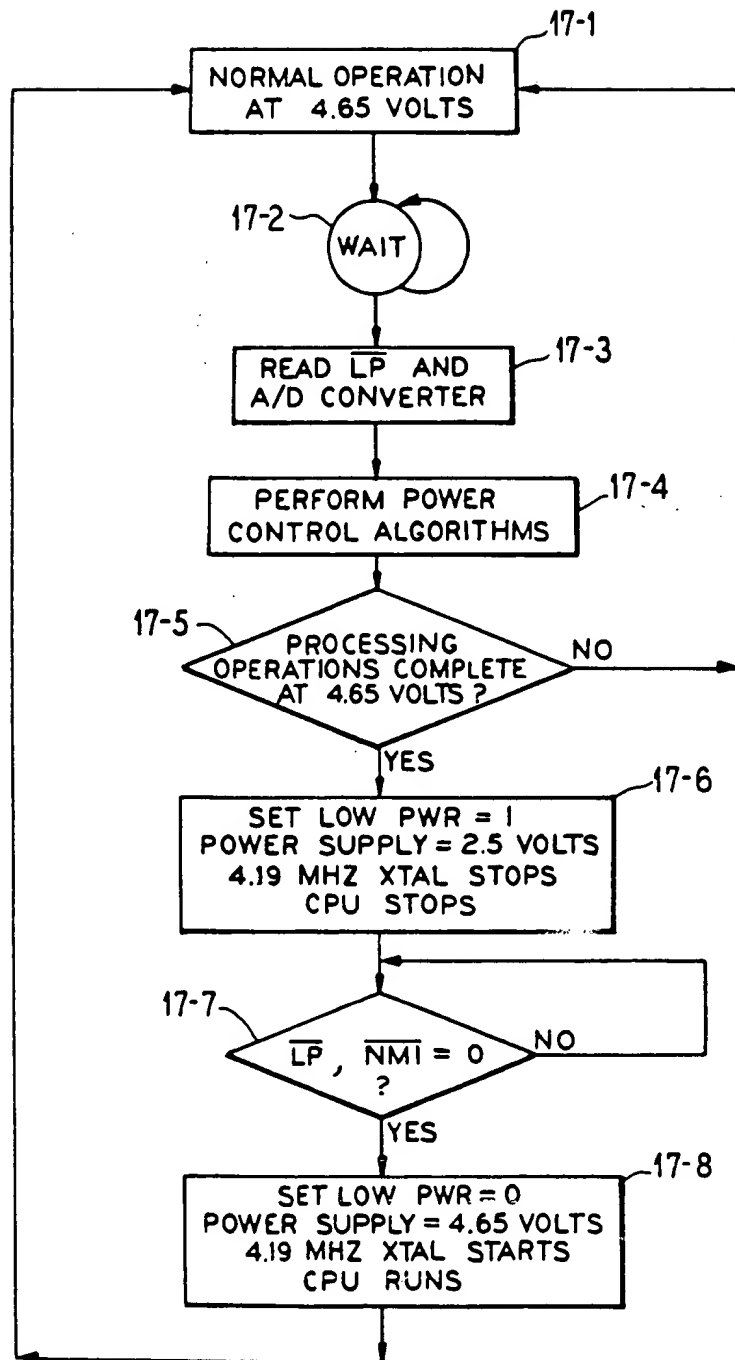 17-1
NORMAL OPERATION
AT 4.65 VOLTS
17-2
WAIT
17-3
READ L̅P̅ AND
A/D CONVERTER
17-4
PERFORM POWER
CONTROL ALGORITHMS
17-5
PROCESSING
OPERATIONS COMPLETE
AT 4.65 VOLTS?
NO
YES
17-6
SET LOW PWR = 1
POWER SUPPLY = 2.5 VOLTS
4.19 MHZ XTAL STOPS
CPU STOPS
17-7
L̅P̅, N̅M̅I̅ = 0
?
NO
YES
17-8
SET LOW PWR = 0
POWER SUPPLY = 4.65 VOLTS
4.19 MHZ XTAL STARTS
CPU RUNS